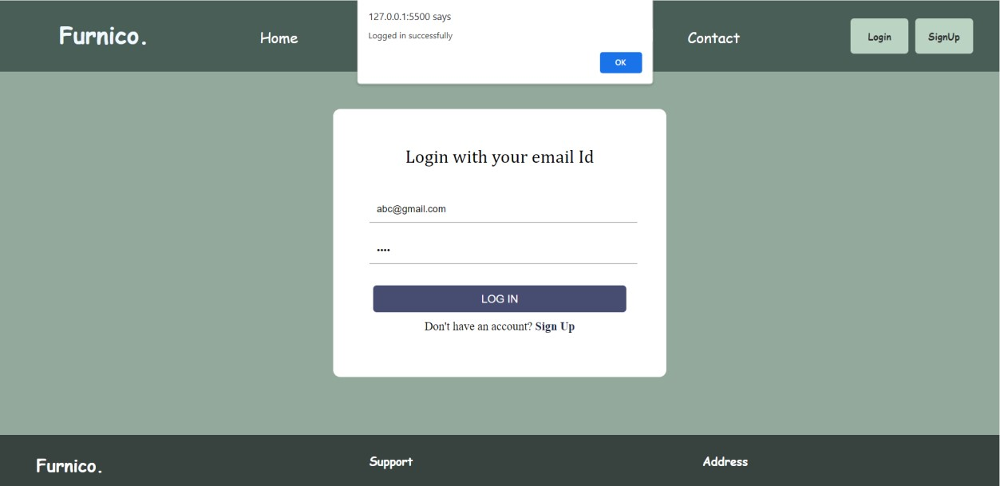 127.0.0.1:5500 says
Logged in successfully
OK
Furnico.
Home
Contact
Login
SignUp
Login with your email Id
abc@gmail.com
••••
LOG IN
Don't have an account? Sign Up
Furnico.
Support
Address